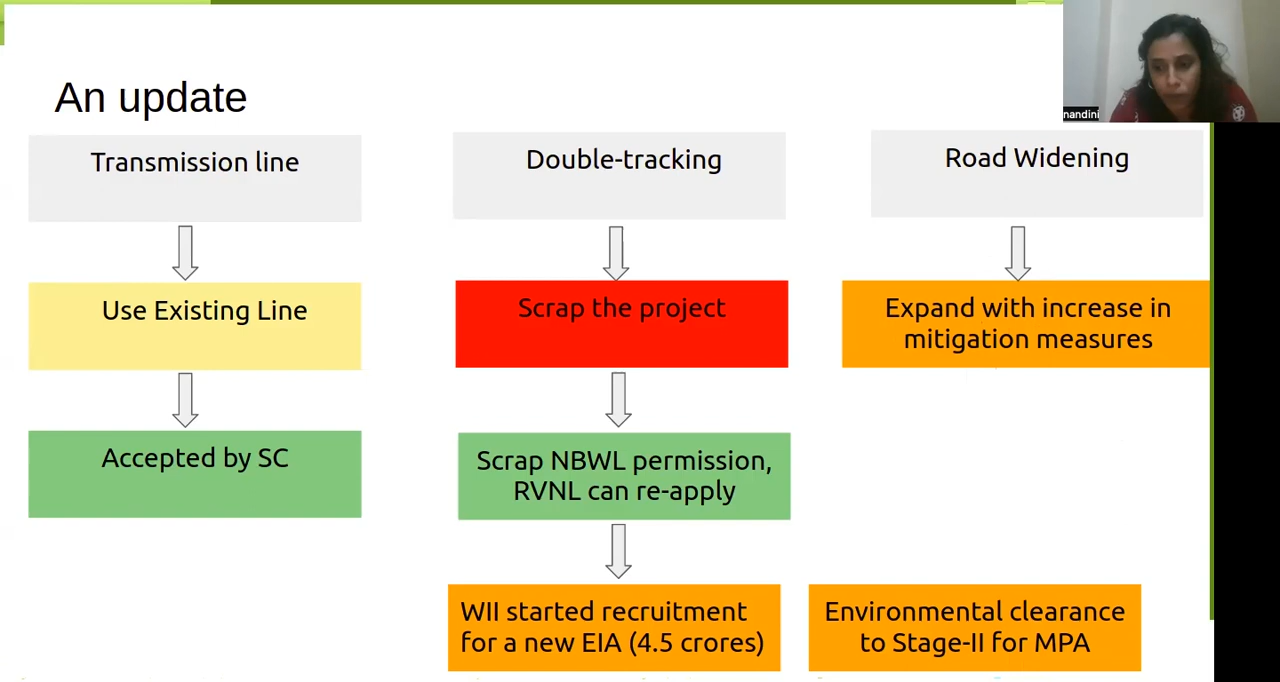 nandini
An update
Transmission line
Use Existing Line
Accepted by SC
Double-tracking
Scrap the project
Scrap NBWL permission,
RVNL can re-apply
WII started recruitment
for a new EIA (4.5 crores)
Road Widening
Expand with increase in
mitigation measures
Environmental clearance
to Stage-II for MPA